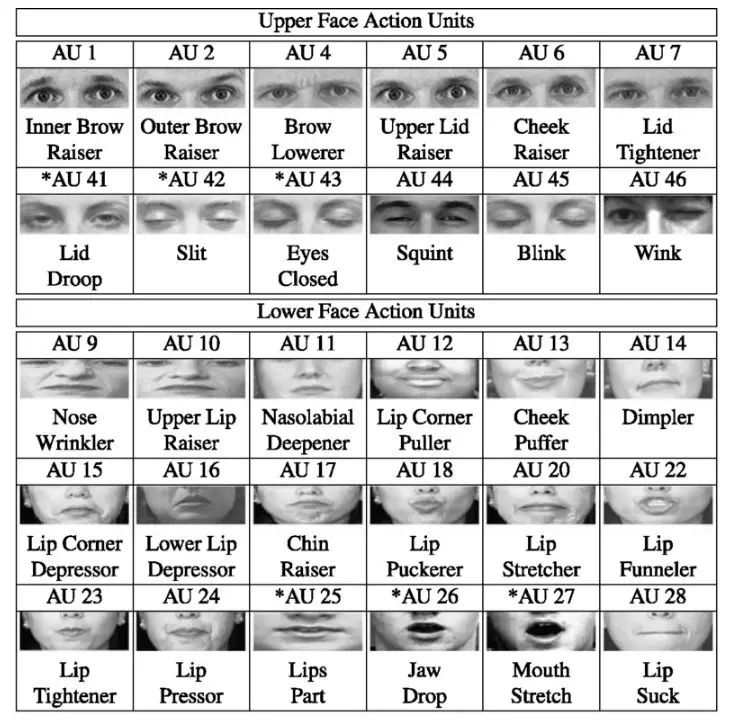 Upper Face Action Units
AU 1 AU 2 AU 4 AU 5 AU 6 AU 7
Inner Brow Outer Brow Brow Upper Lid Cheek Lid
Raiser Raiser Lowerer Raiser Raiser Tightener
*AU 41 *AU 42 *AU 43 AU 44 AU 45 AU 46
Lid Slit Eyes Squint Blink Wink
Droop Closed
Lower Face Action Units
AU 9 AU 10 AU 11 AU 12 AU 13 AU 14
Nose Upper Lip Nasolabial Lip Corner Cheek Dimpler
Wrinkler Raiser Deepener Puller Puffer
AU 15 AU 16 AU 17 AU 18 AU 20 AU 22
Lip Corner Lower Lip Chin Lip Lip Lip
Depressor Depressor Raiser Puckerer Stretcher Funneler
AU 23 AU 24 *AU 25 *AU 26 *AU 27 AU 28
Lip Lip Lips Jaw Mouth Lip
Tightener Pressor Part Drop Stretch Suck